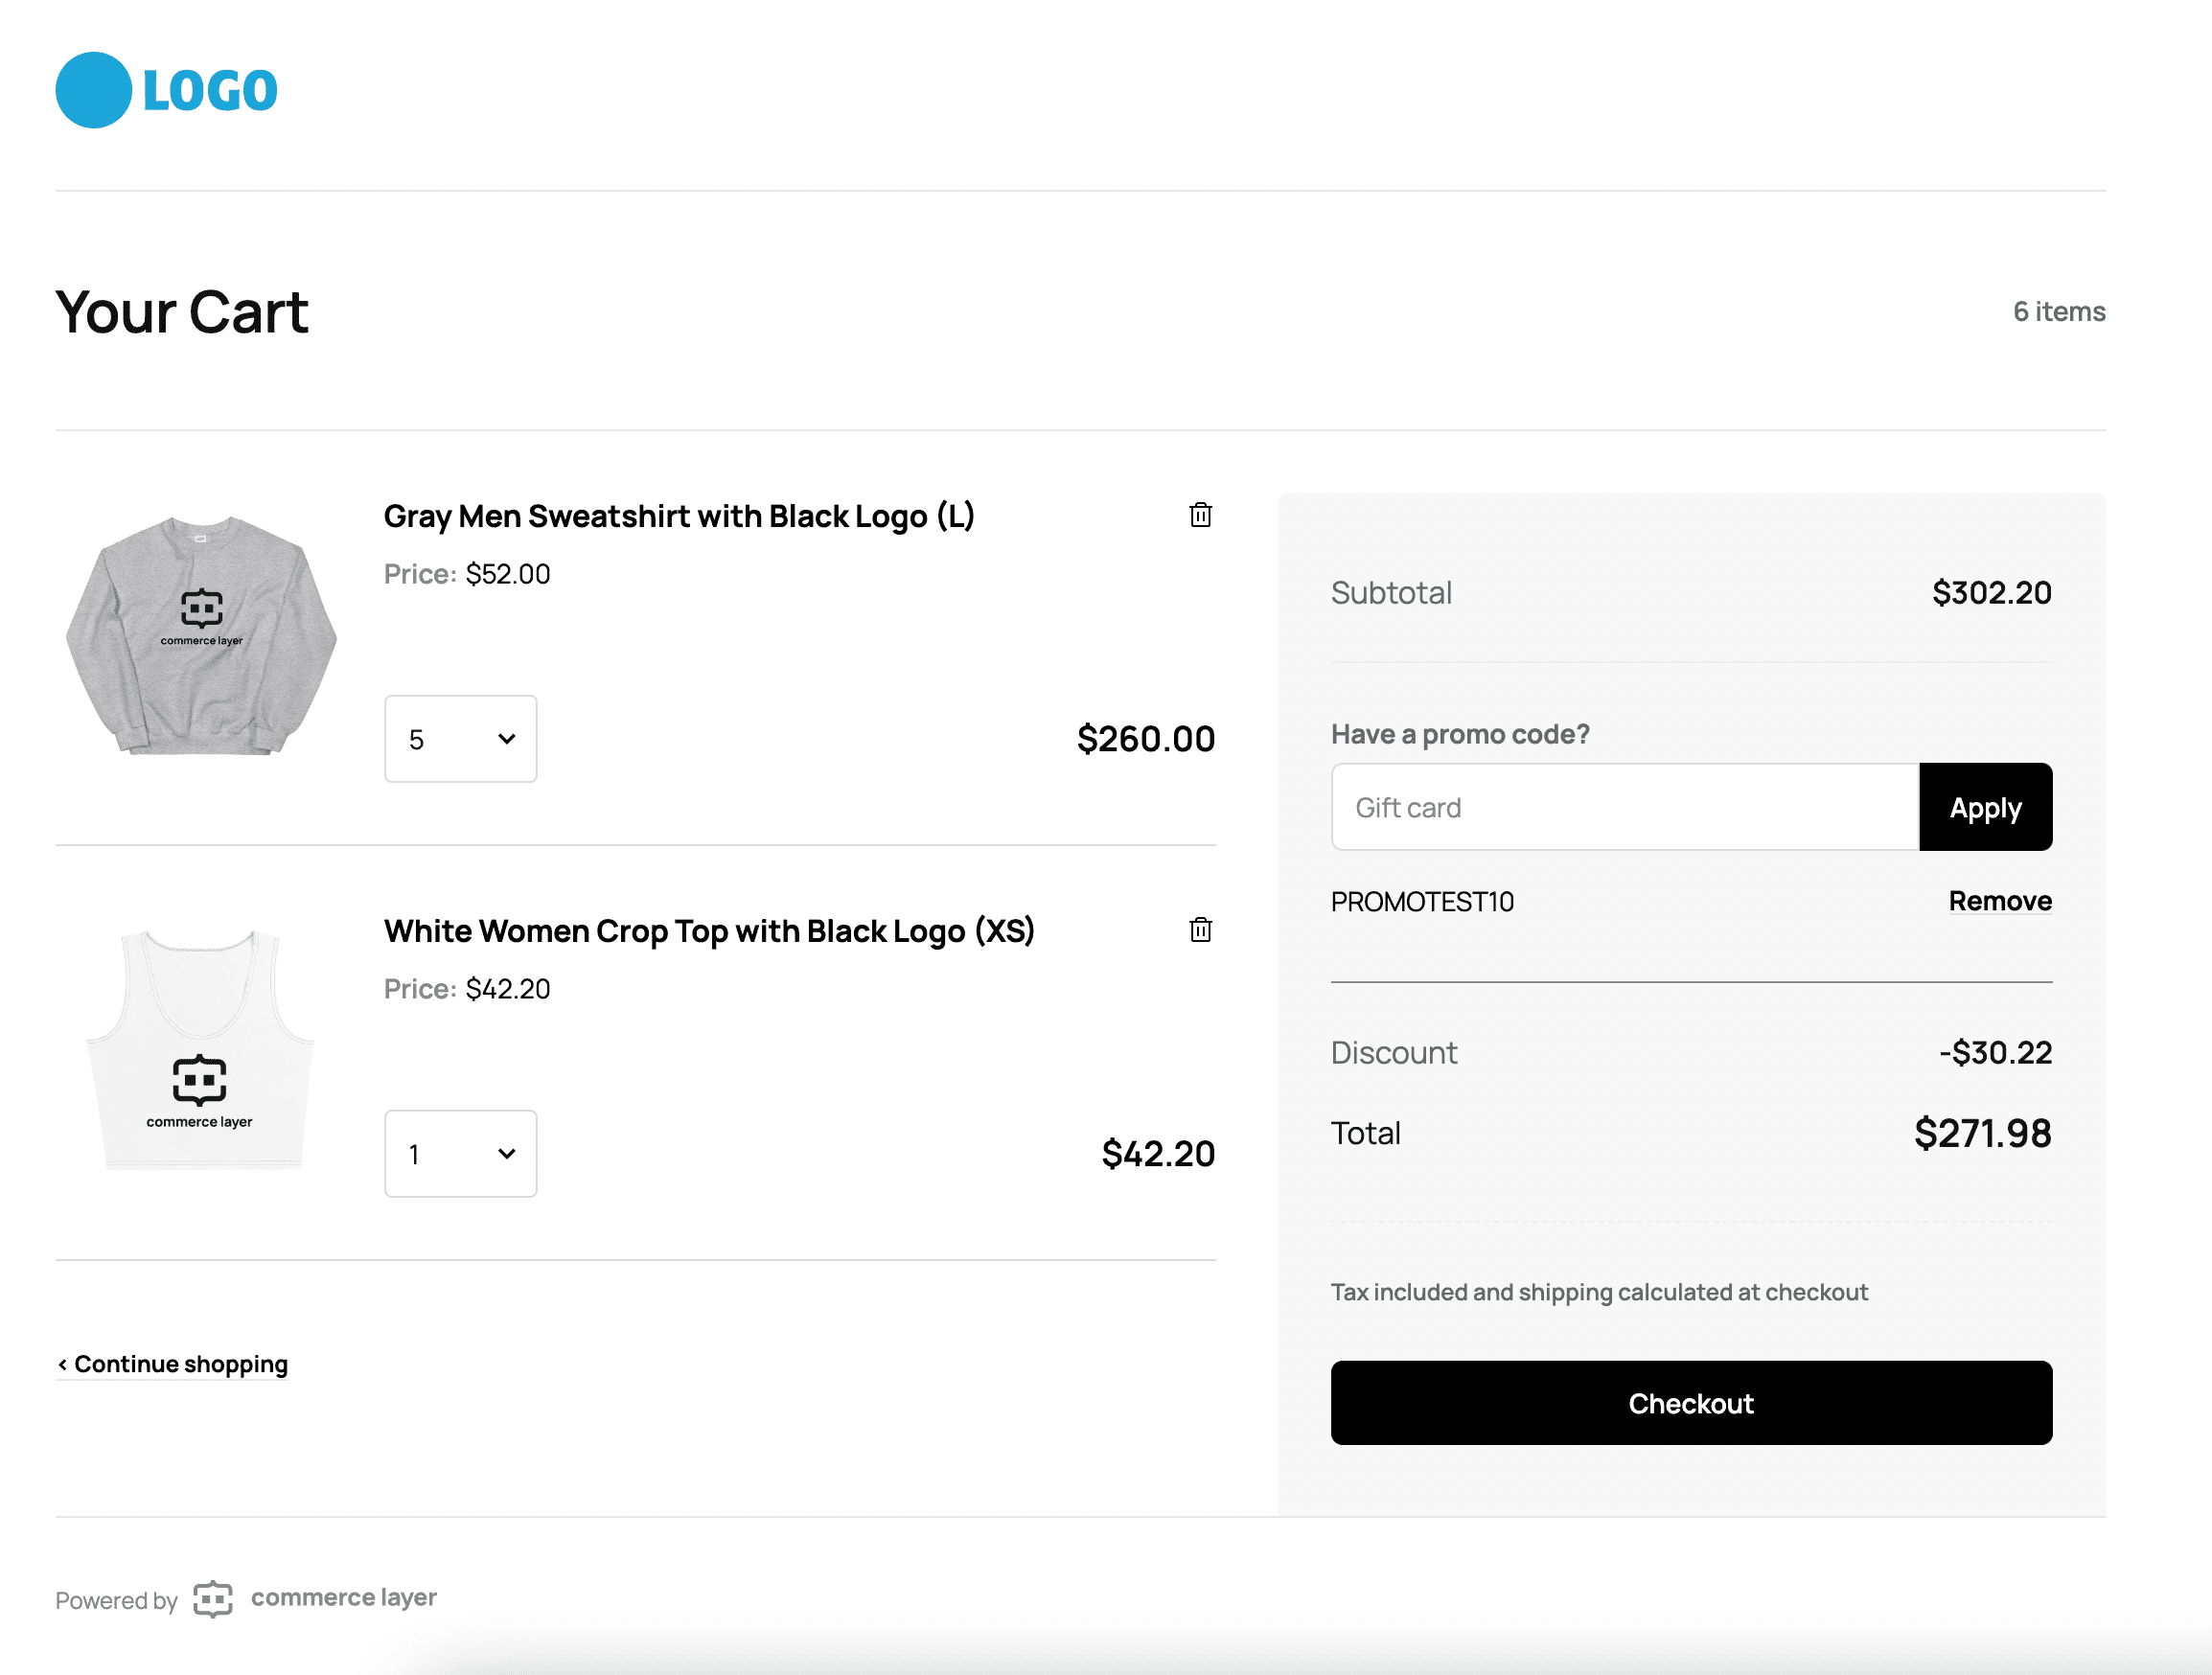 LOGO
Your Cart
6 items
Gray Men Sweatshirt with Black Logo (L)
Price: $52.00
commerce layer
5
$260.00
White Women Crop Top with Black Logo (XS)
Price: $42.20
commerce layer
1
$42.20
‹ Continue shopping
Subtotal $302.20
Have a promo code?
Gift card Apply
PROMOTEST10 Remove
Discount -$30.22
Total $271.98
Tax included and shipping calculated at checkout
Checkout
Powered by commerce layer